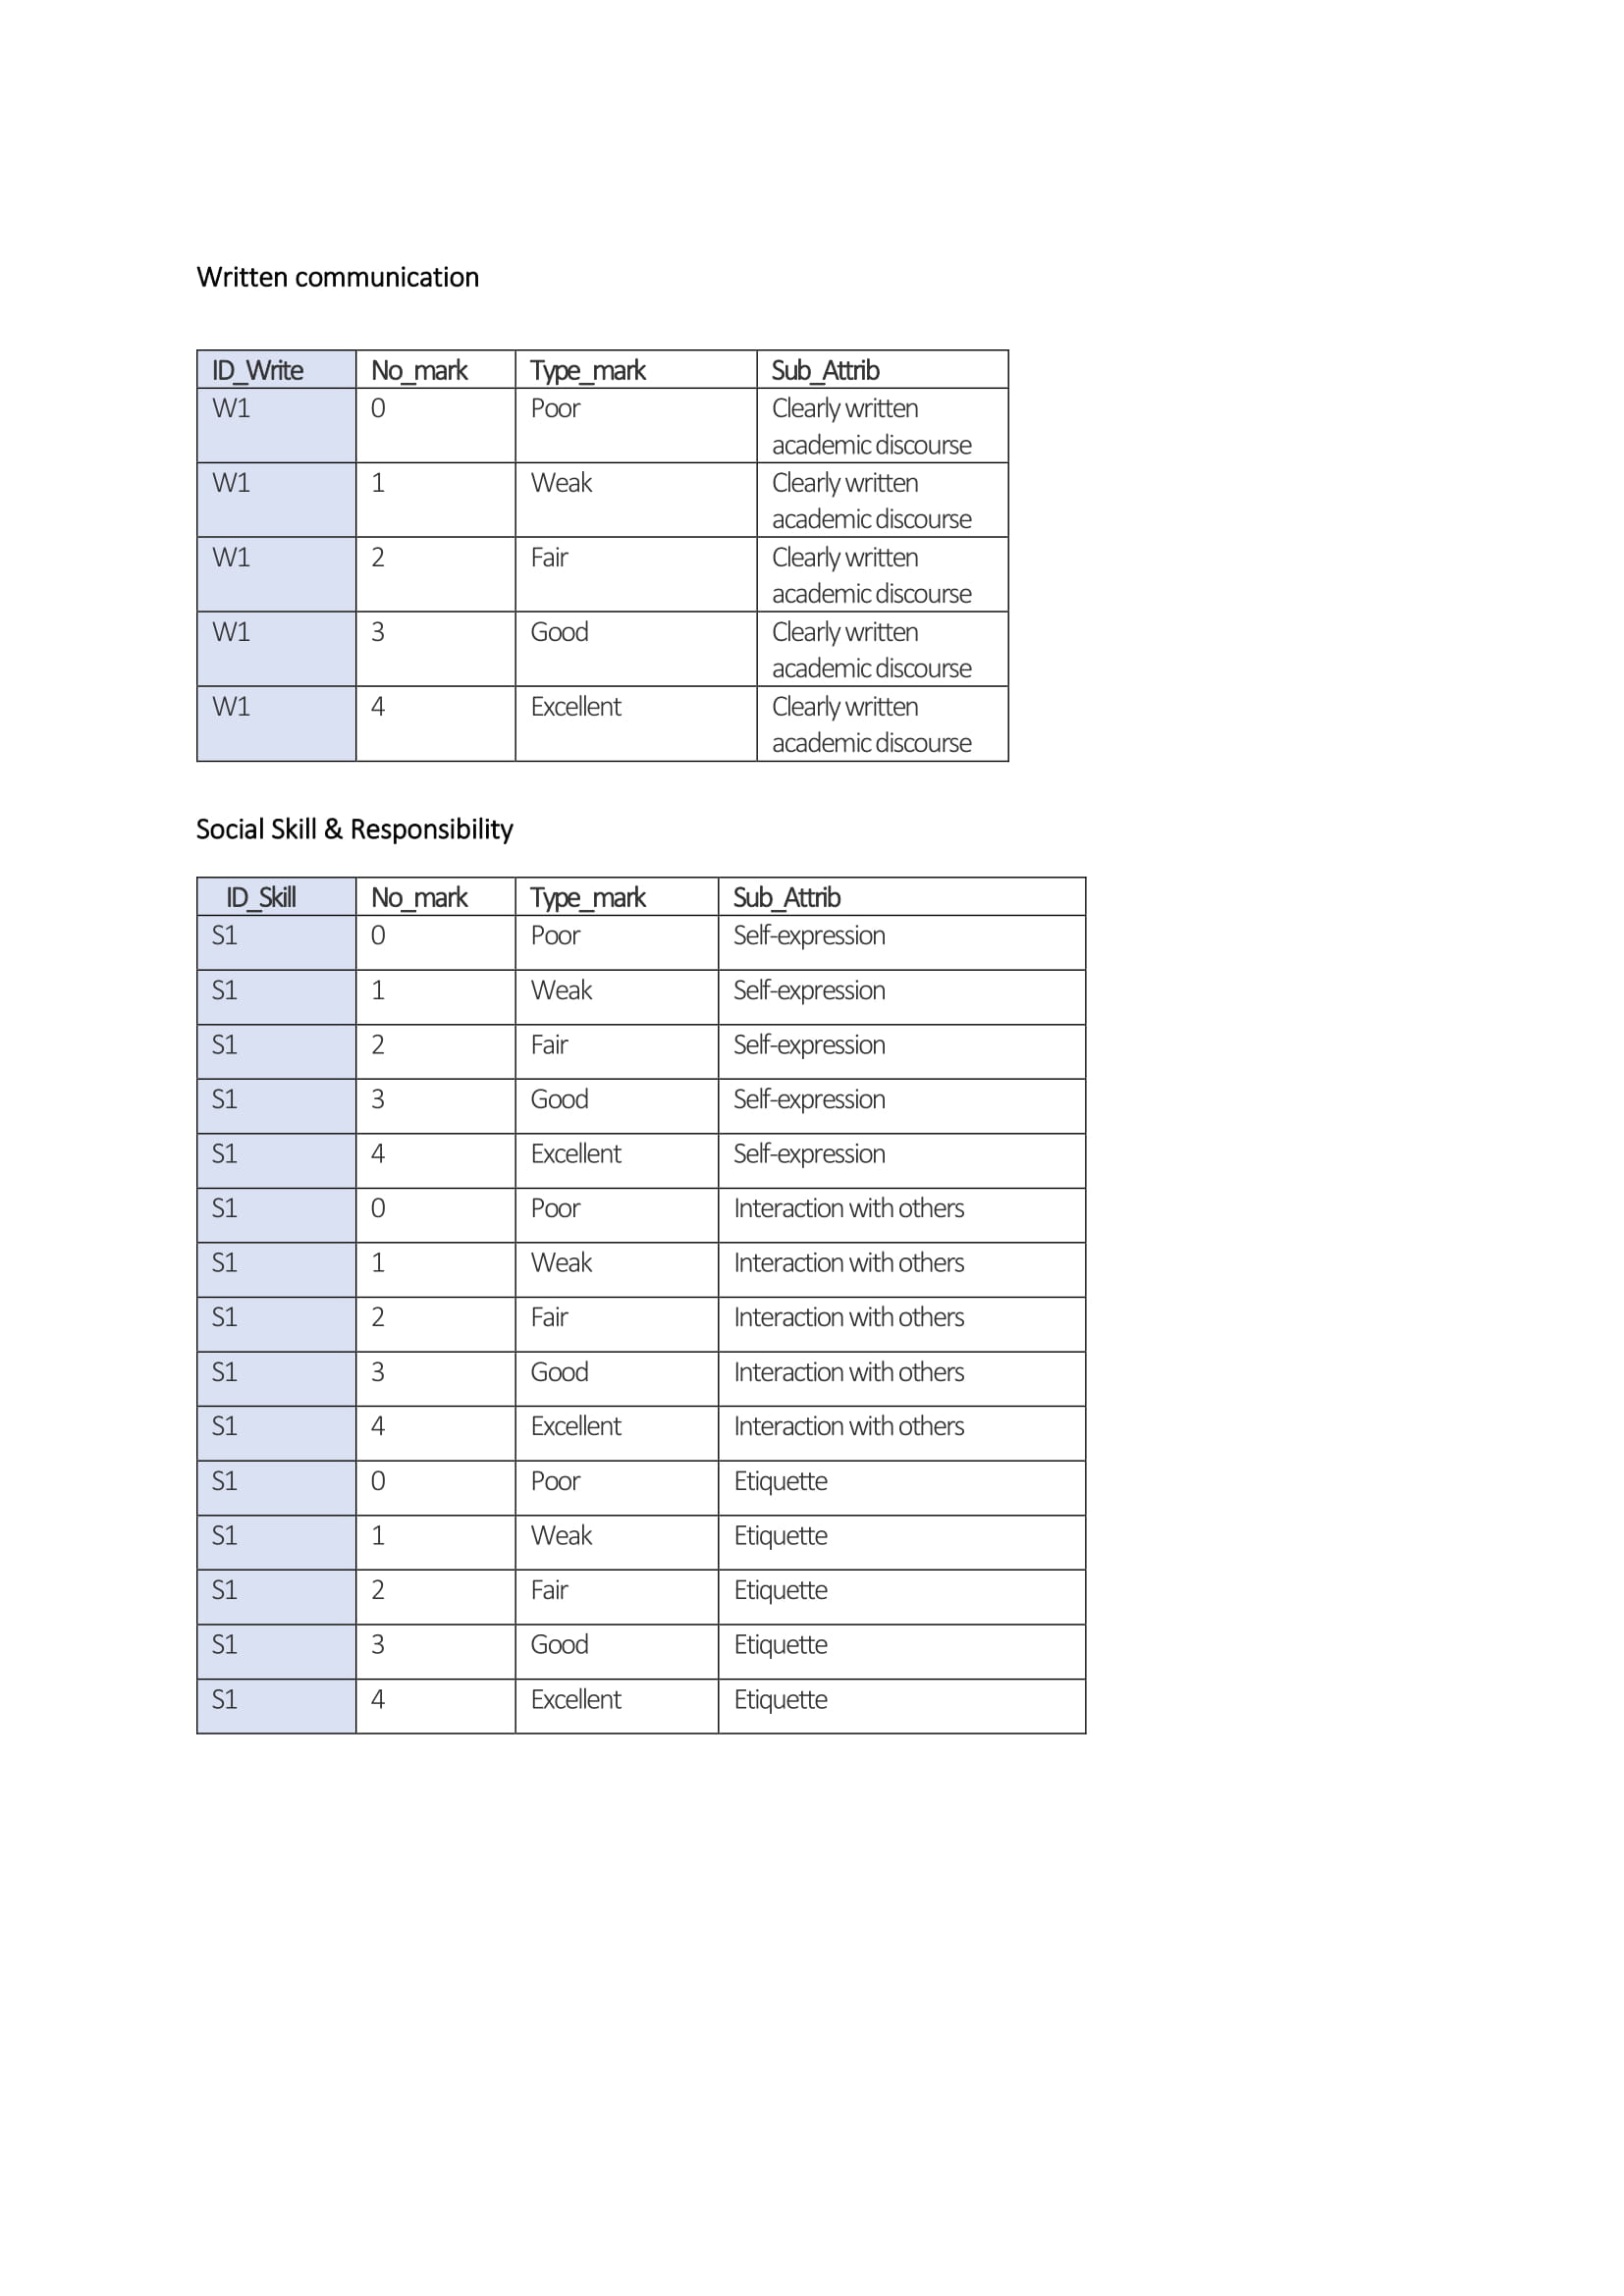 Written communication
ID_Write No_mark Type_mark Sub_Attrib
W1 0 Poor Clearly written
academic discourse
W1 1 Weak Clearly written
academic discourse
W1 2 Fair Clearly written
academic discourse
W1 3 Good Clearly written
academic discourse
W1 4 Excellent Clearly written
academic discourse
Social Skill & Responsibility
ID_Skill No_mark Type_mark Sub_Attrib
S1 0 Poor Self-expression
S1 1 Weak Self-expression
S1 2 Fair Self-expression
S1 3 Good Self-expression
S1 4 Excellent Self-expression
S1 0 Poor Interaction with others
S1 1 Weak Interaction with others
S1 2 Fair Interaction with others
S1 3 Good Interaction with others
S1 4 Excellent Interaction with others
S1 0 Poor Etiquette
S1 1 Weak Etiquette
S1 2 Fair Etiquette
S1 3 Good Etiquette
S1 4 Excellent Etiquette